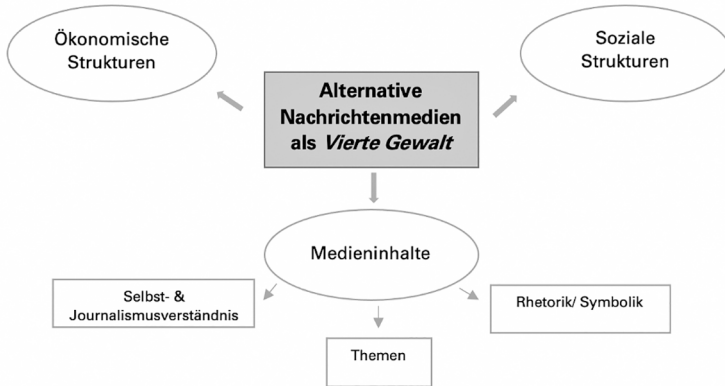 Ökonomische
Strukturen
Soziale
Strukturen
Alternative
Nachrichtenmedien
als Vierte Gewalt
Medieninhalte
Selbst- &
Journalismusverständnis
Rhetorik/ Symbolik
Themen